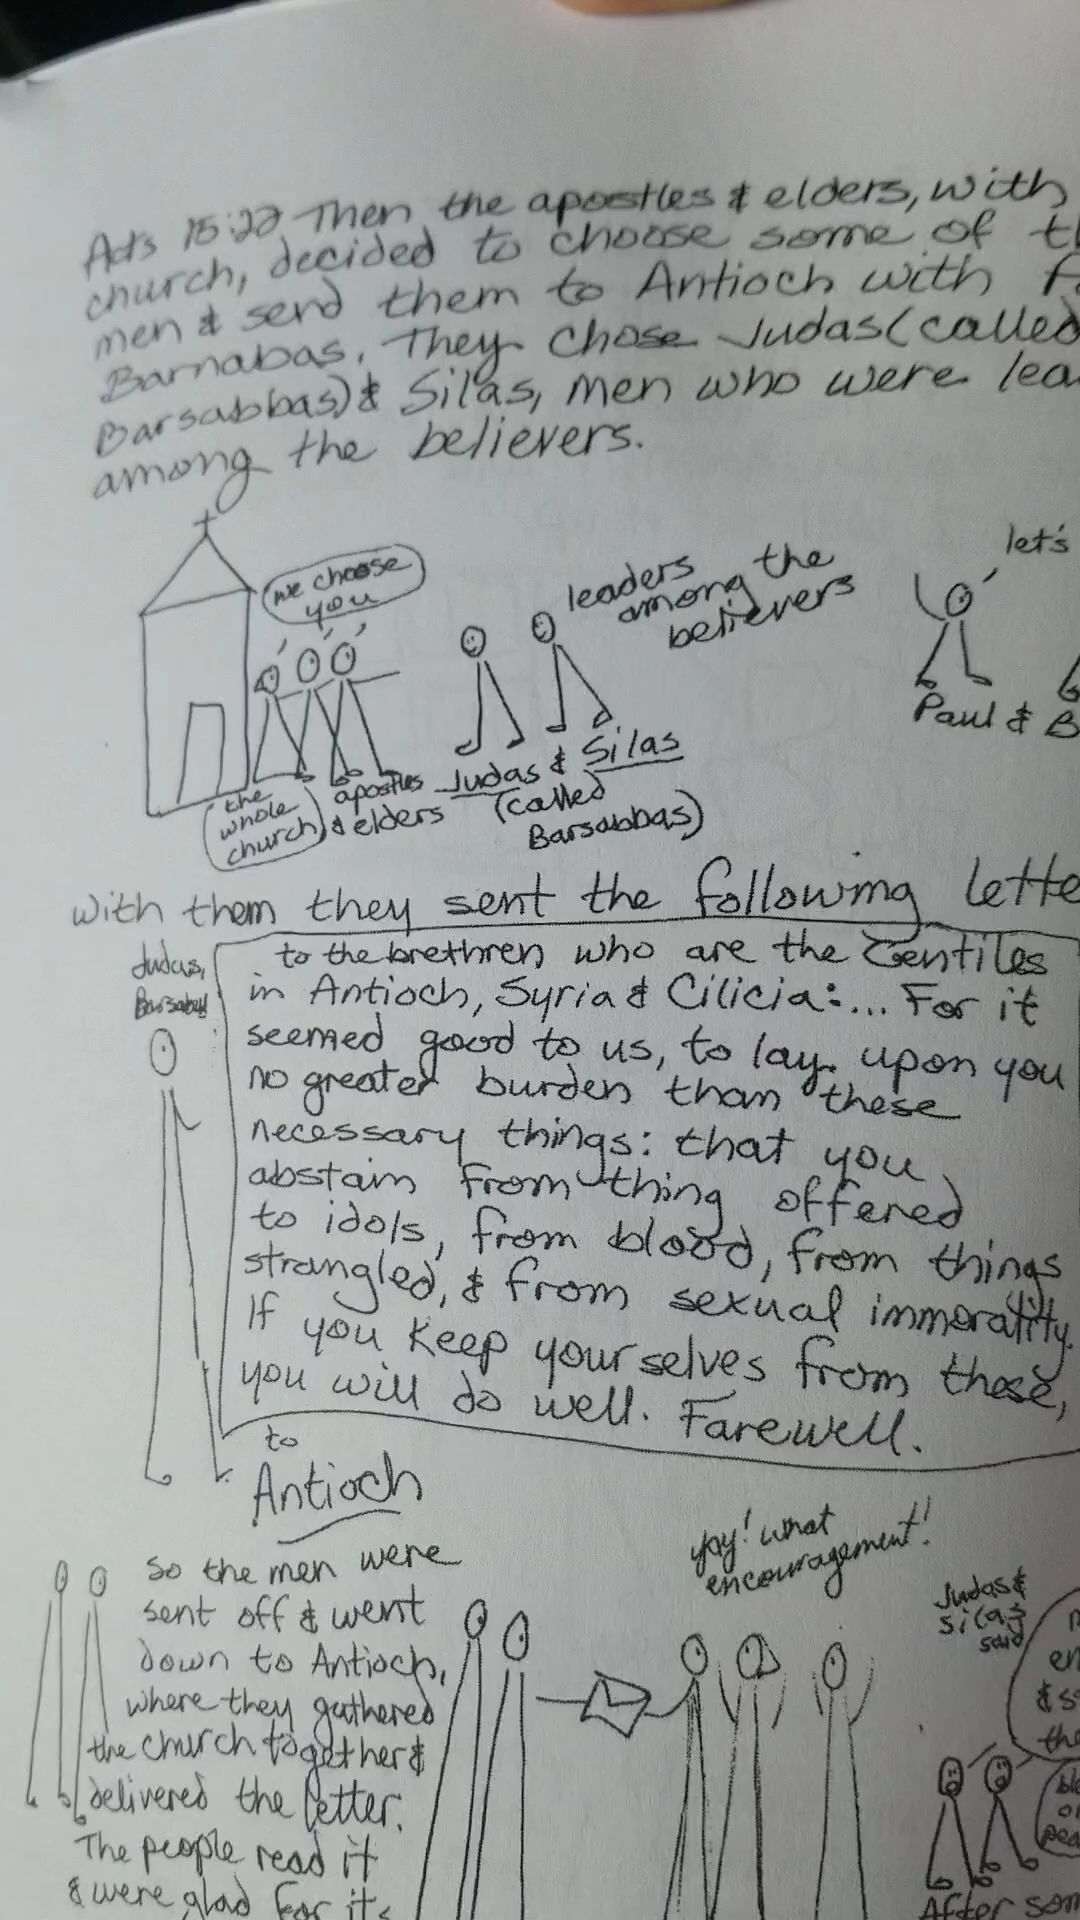 Acts 15:22 Then the apostles & elders, with
church, decided to choose some of
men & send them to Antioch with
Barnabas. They chose Judas (called
Barsabbas) & Silas, men who were
among the believers.
we choose
you
leaders
among the
believers
let's
the
whole
church
apostles
& elders
Judas & Silas
(called
Barsabbas)
Paul & B
with them they sent the following
Judas,
to the brethren who are the Gentiles
in Antioch, Syria & Cilicia:... For it
seemed good to us, to lay upon you
no greater burden than these
necessary things: that you
abstain from thing offered
to idols, from blood, from things
strangled, & from sexual immorality.
If you keep yourselves from these,
you will do well. Farewell.
to
Antioch
so the men were
sent off & went
down to Antioch,
where they gathered
the church together &
delivered the letter.
The people read it
& were glad for its
yay! what
encouragement!
Judas &
Silas
said
After